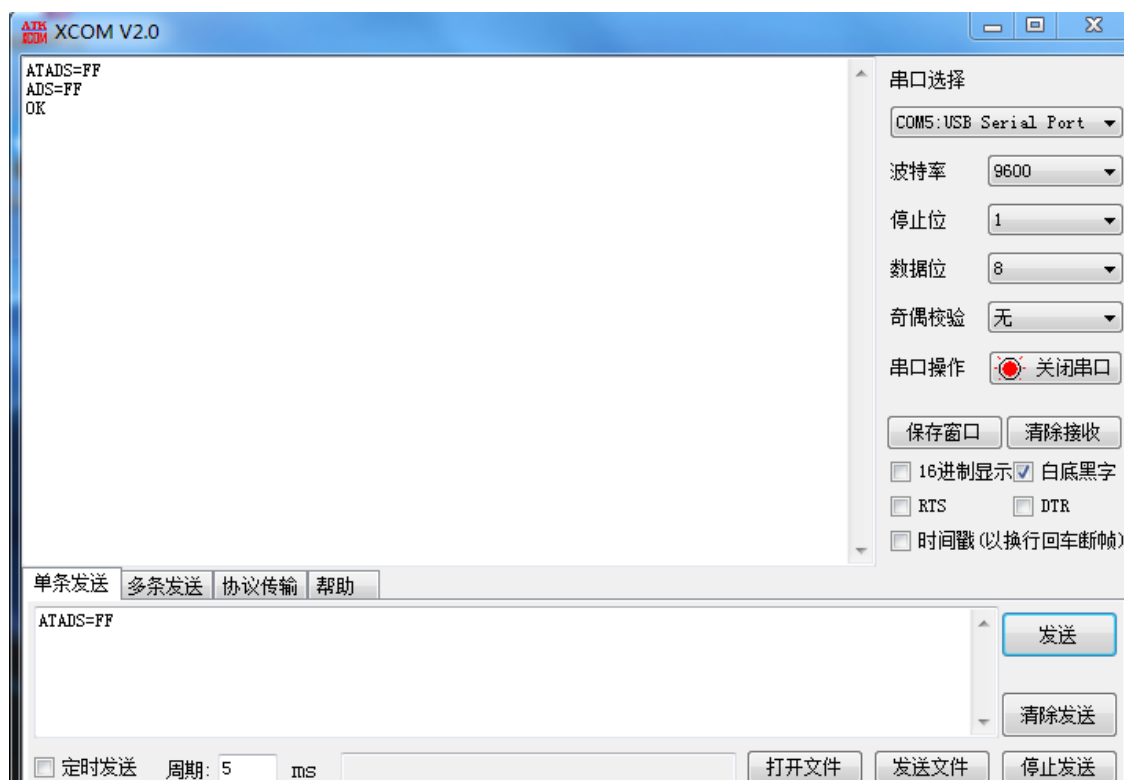 ATK
XCOM
XCOM V2.0
ATADS=FF
ADS=FF
OK
串口选择
COM5:USB Serial Port
波特率 9600
停止位 1
数据位 8
奇偶校验 无
串口操作 关闭串口
保存窗口 清除接收
16进制显示 白底黑字
RTS DTR
时间戳(以换行回车断帧)
单条发送 多条发送 协议传输 帮助
ATADS=FF
发送
清除发送
定时发送 周期: 5 ms 打开文件 发送文件 停止发送